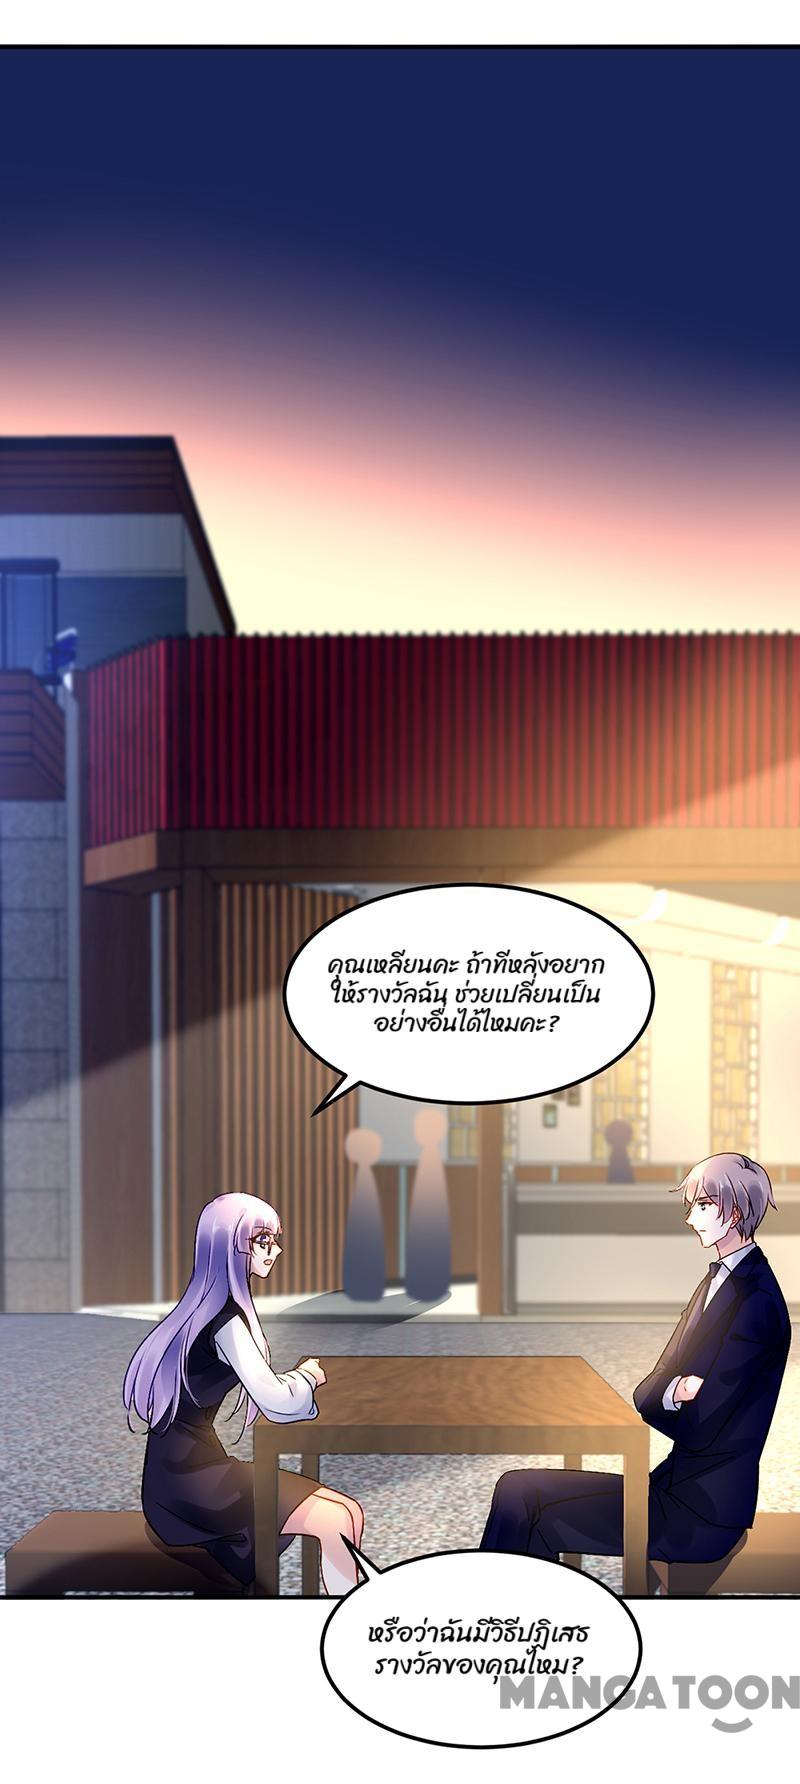 คุณเหลียนคะ ถ้าทีหลังอยาก
ให้รางวัลฉัน ช่วยเปลี่ยนเป็น
อย่างอื่นได้ไหมคะ?
หรือว่าฉันมีวิธีปฏิเสธ
รางวัลของคุณไหม?
MANGATOON